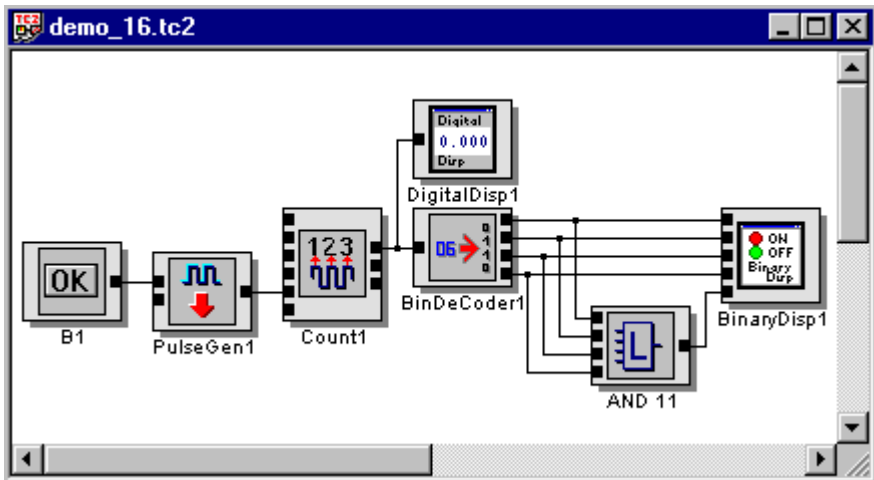 demo_16.tc2
Digital
0.000
Disp
DigitalDisp1
123
OK
B1
PulseGen1
Count1
06
0
1
1
0
BinDeCoder1
ON
OFF
Binary
Disp
BinaryDisp1
L
AND 11